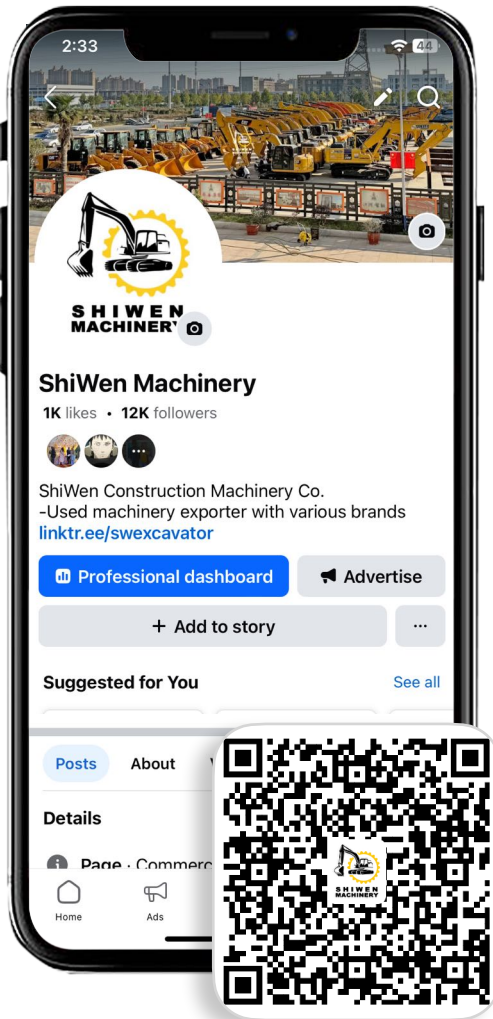 2:33
44
SHIWEN
MACHINERY
ShiWen Machinery
1K likes • 12K followers
ShiWen Construction Machinery Co.
-Used machinery exporter with various brands
linktr.ee/swexcavator
Professional dashboard
Advertise
+ Add to story
Suggested for You
See all
Posts
About
Details
Page · Commerc
Home
Ads
SHIWEN
MACHINERY